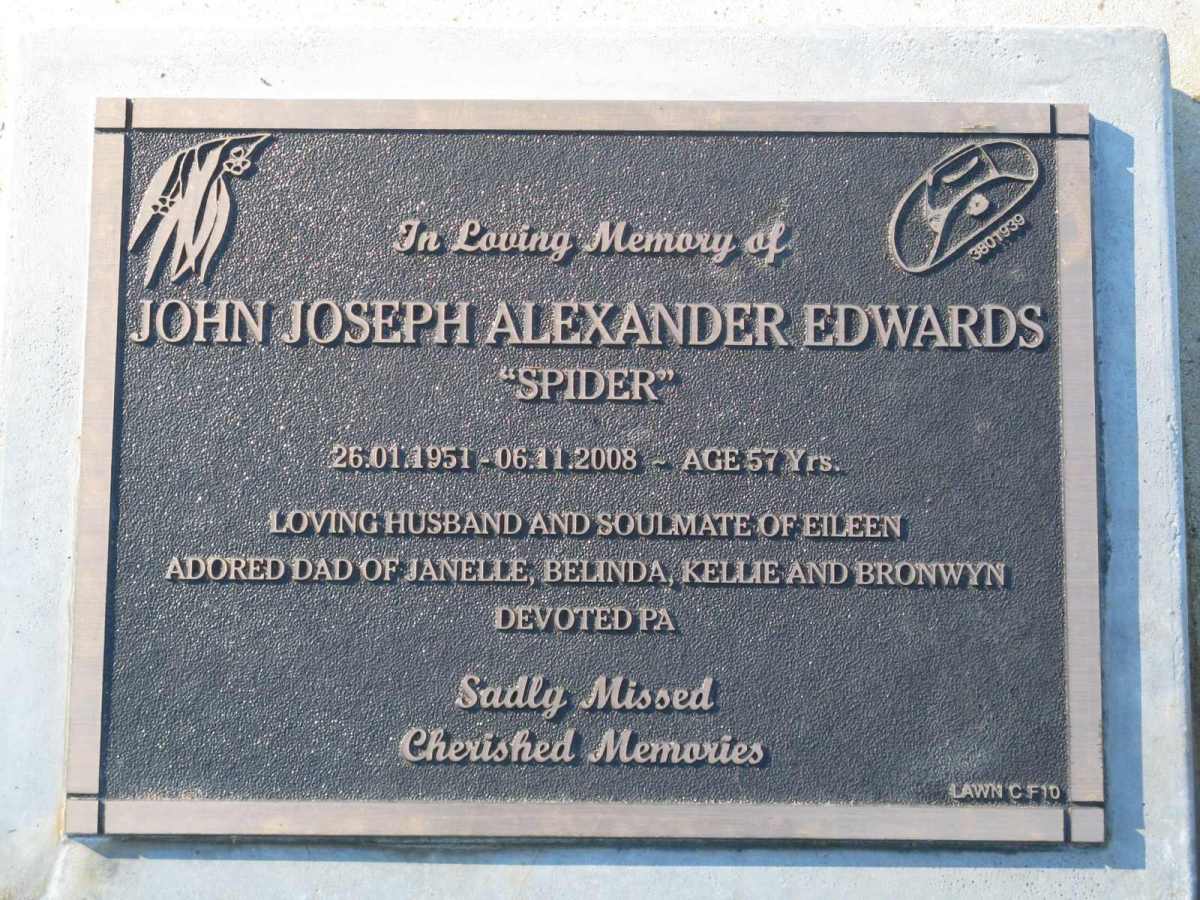 In Loving Memory of
3801939
JOHN JOSEPH ALEXANDER EDWARDS
“SPIDER”
26.01.1951 - 06.11.2008 ~ AGE 57 Yrs.
LOVING HUSBAND AND SOULMATE OF EILEEN
ADORED DAD OF JANELLE, BELINDA, KELLIE AND BRONWYN
DEVOTED PA
Sadly Missed
Cherished Memories
LAWN C F10